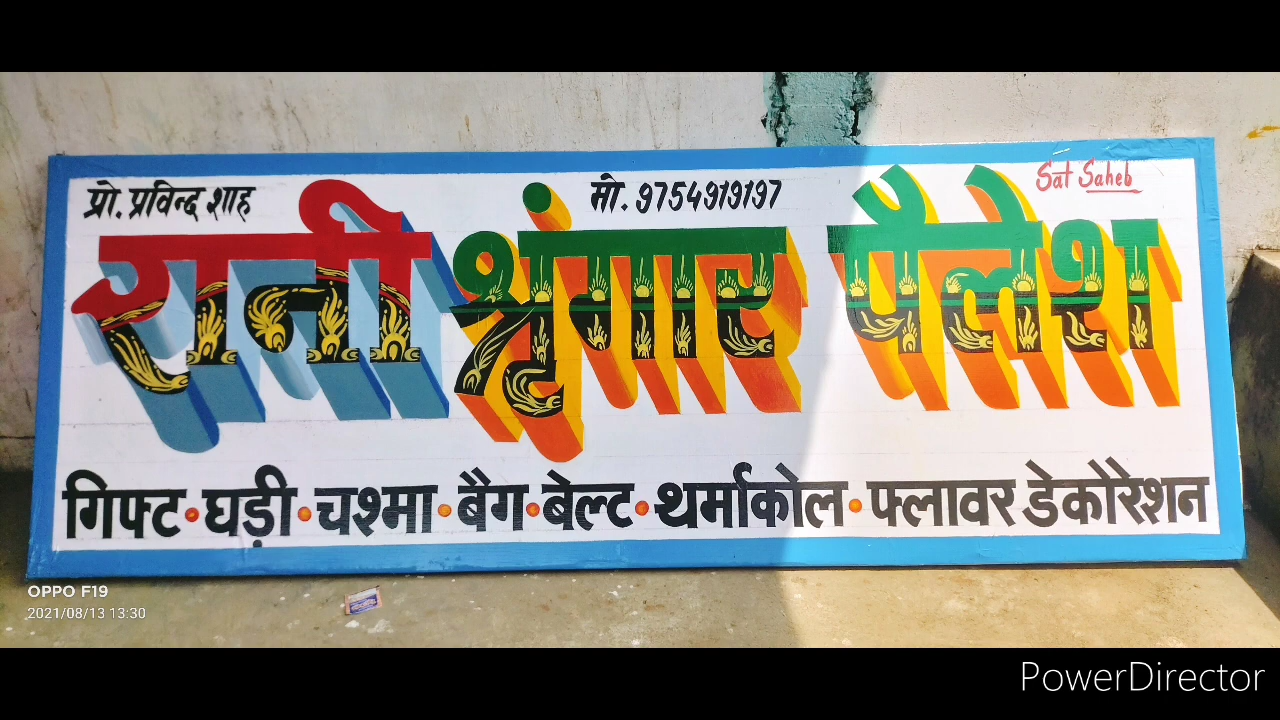 प्रो. प्रविन्द शाह
मो. 9754919197
Sat Saheb
रानी श्रृंगार पैलेश
गिफ्ट • घड़ी • चश्मा • बैग • बेल्ट • थर्माकोल • फ्लावर डेकोरेशन
OPPO F19
2021/08/13 13:30
PowerDirector